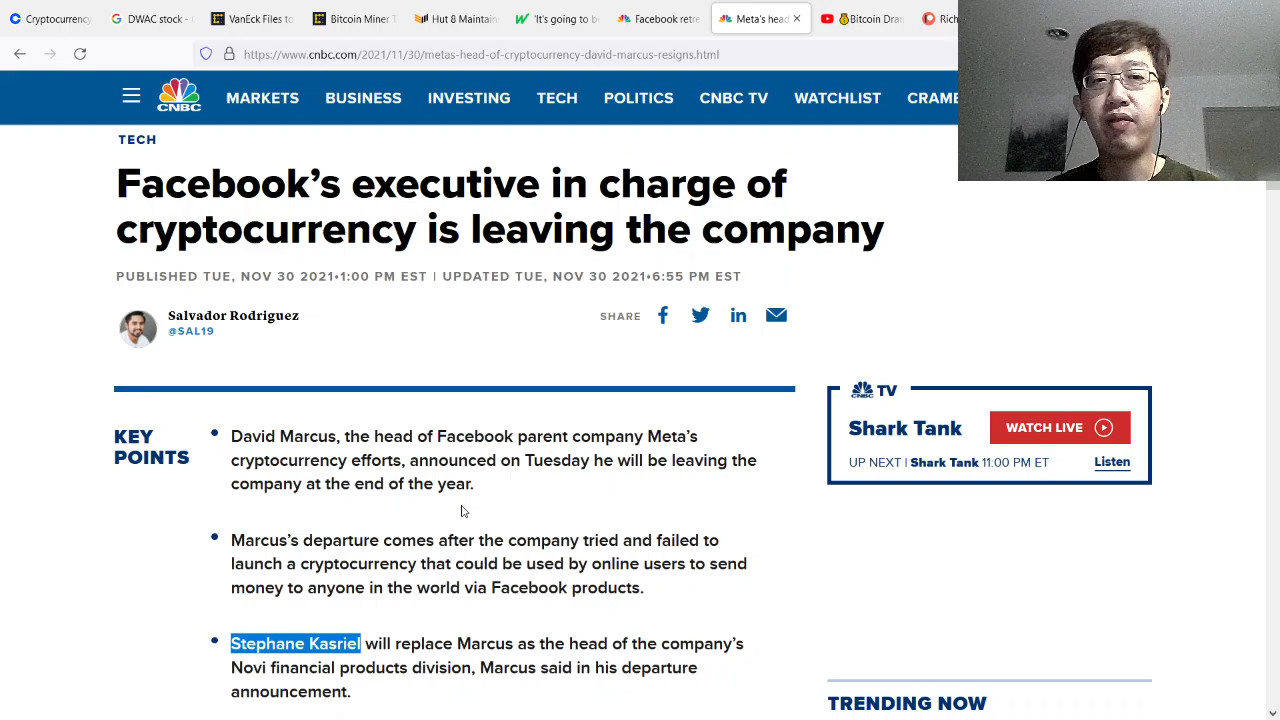 Cryptocurrency
DWAC stock -
VanEck Files to
Bitcoin Miner T
Hut 8 Maintain
'It's going to b
Facebook retre
Meta's head
Bitcoin Dran
Rich
https://www.cnbc.com/2021/11/30/metas-head-of-cryptocurrency-david-marcus-resigns.html
CNBC
MARKETS BUSINESS INVESTING TECH POLITICS CNBC TV WATCHLIST CRAME
TECH
Facebook's executive in charge of
cryptocurrency is leaving the company
PUBLISHED TUE, NOV 30 2021•1:00 PM EST | UPDATED TUE, NOV 30 2021•6:55 PM EST
Salvador Rodriguez
@SAL19
SHARE
KEY
POINTS
David Marcus, the head of Facebook parent company Meta's
cryptocurrency efforts, announced on Tuesday he will be leaving the
company at the end of the year.
Marcus's departure comes after the company tried and failed to
launch a cryptocurrency that could be used by online users to send
money to anyone in the world via Facebook products.
Stephane Kasriel will replace Marcus as the head of the company's
Novi financial products division, Marcus said in his departure
announcement.
CNBC TV
Shark Tank
WATCH LIVE
UP NEXT | Shark Tank 11:00 PM ET
Listen
TRENDING NOW